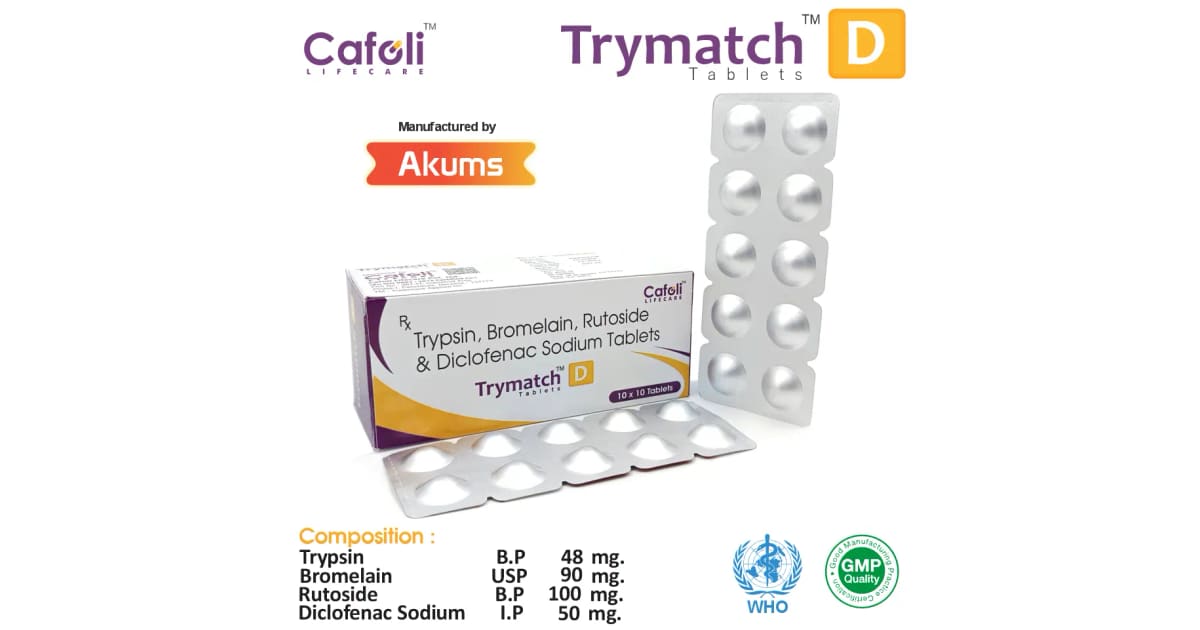 Cafoli™
LIFECARE
Trymatch™ D
Tablets
Manufactured by
Akums
Trymatch D
Cafoli
Cafoli™
LIFECARE
Rx
Trypsin, Bromelain, Rutoside
& Diclofenac Sodium Tablets
Trymatch™ D
Tablets
10 x 10 Tablets
Composition :
Trypsin B.P 48 mg.
Bromelain USP 90 mg.
Rutoside B.P 100 mg.
Diclofenac Sodium I.P 50 mg.
WHO
Good Manufacturing
GMP
Quality
Practice Certification